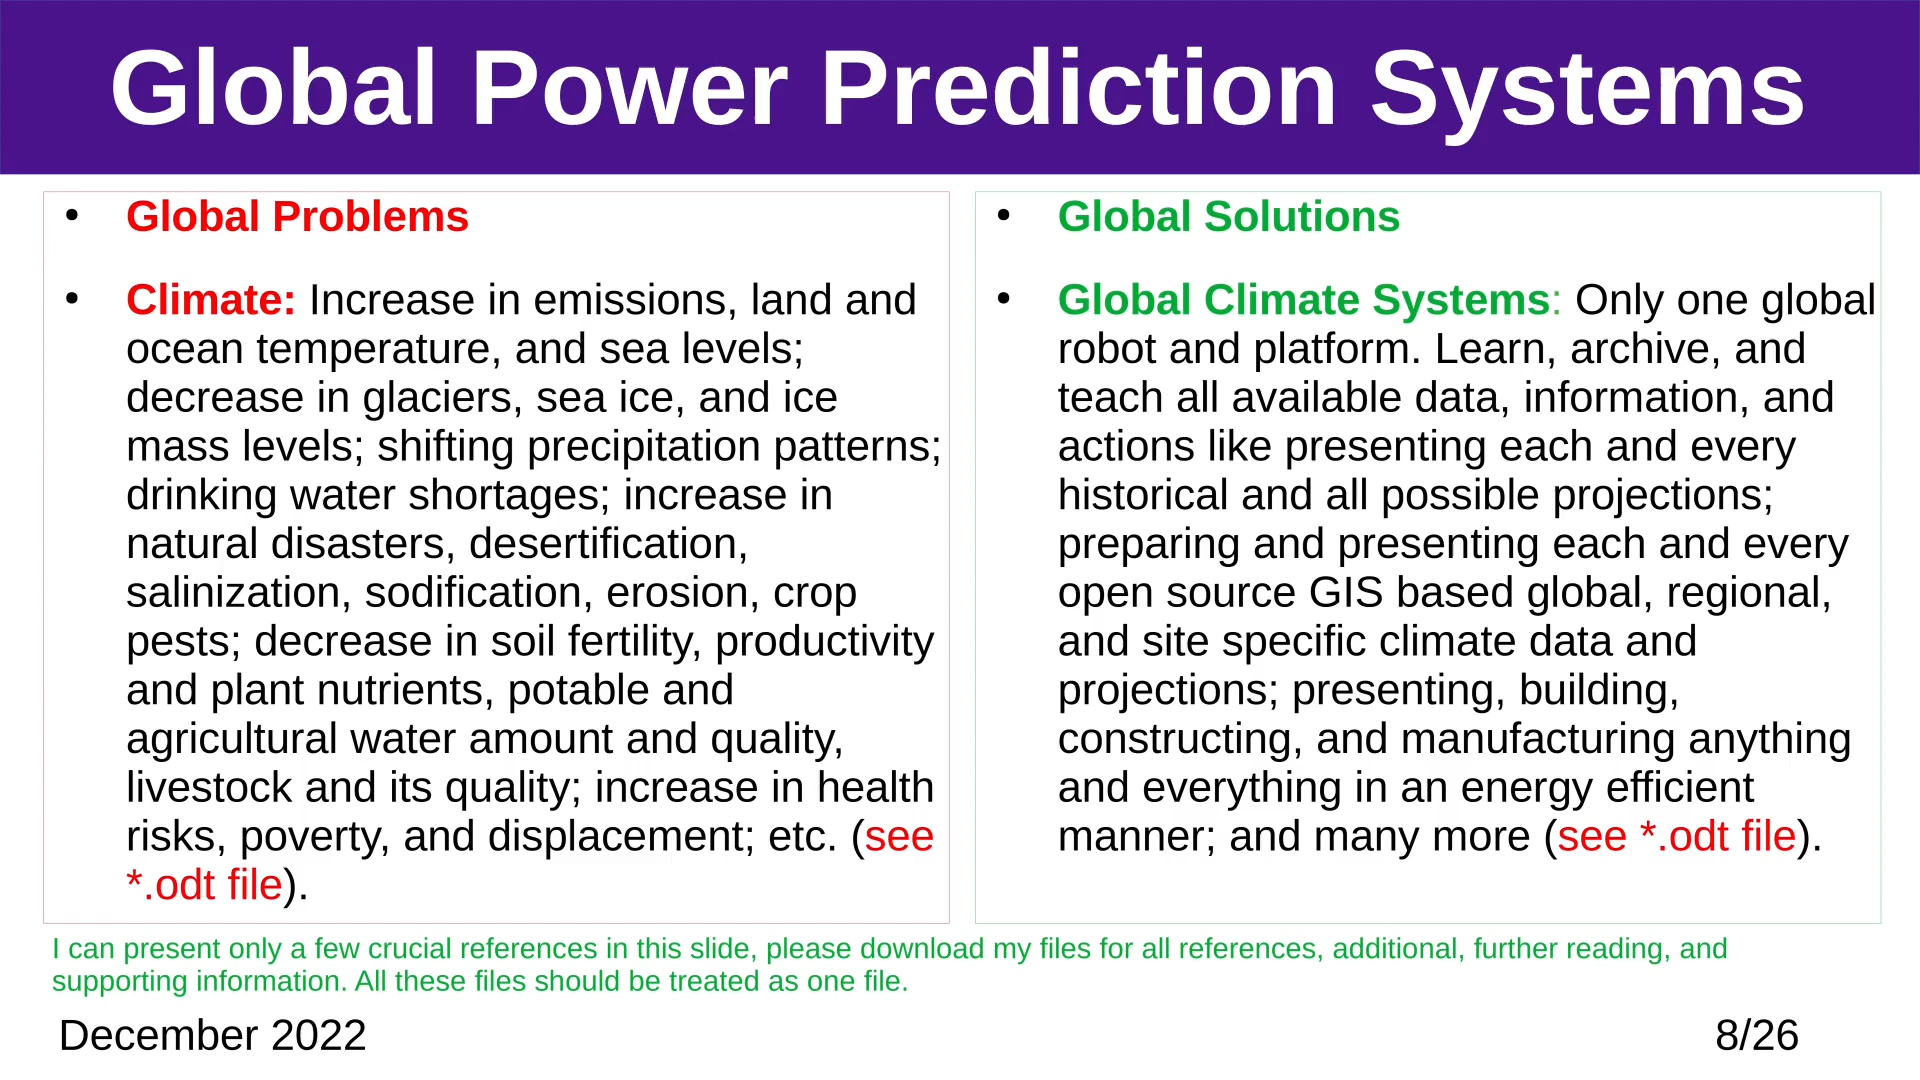 Global Power Prediction Systems
• Global Problems
• Climate: Increase in emissions, land and
ocean temperature, and sea levels;
decrease in glaciers, sea ice, and ice
mass levels; shifting precipitation patterns;
drinking water shortages; increase in
natural disasters, desertification,
salinization, sodification, erosion, crop
pests; decrease in soil fertility, productivity
and plant nutrients, potable and
agricultural water amount and quality,
livestock and its quality; increase in health
risks, poverty, and displacement; etc. (see
*.odt file).
• Global Solutions
• Global Climate Systems: Only one global
robot and platform. Learn, archive, and
teach all available data, information, and
actions like presenting each and every
historical and all possible projections;
preparing and presenting each and every
open source GIS based global, regional,
and site specific climate data and
projections; presenting, building,
constructing, and manufacturing anything
and everything in an energy efficient
manner; and many more (see *.odt file).
I can present only a few crucial references in this slide, please download my files for all references, additional, further reading, and
supporting information. All these files should be treated as one file.
December 2022
8/26